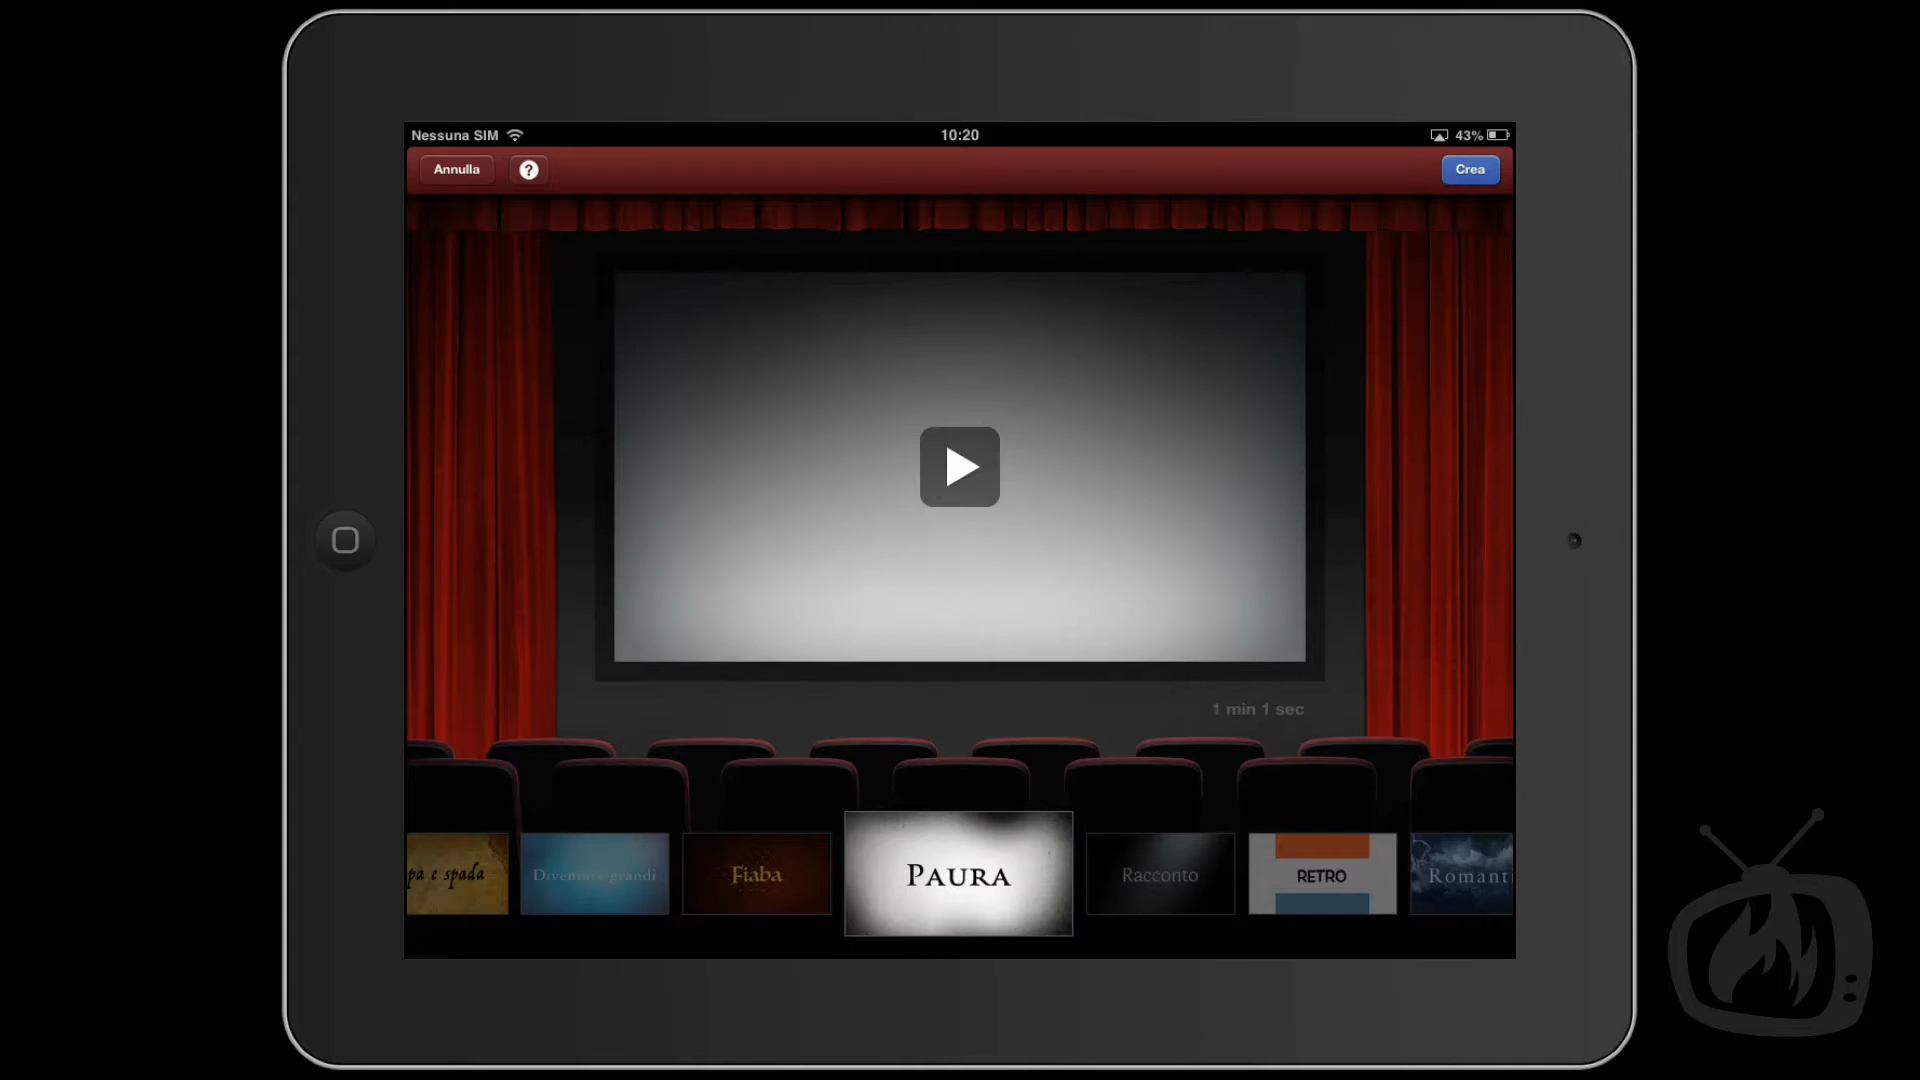 Nessuna SIM
10:20
43%
Annulla
?
Crea
1 min 1 sec
pa e spada
Diventare grandi
Fiaba
PAURA
Racconto
RETRO
Romanti